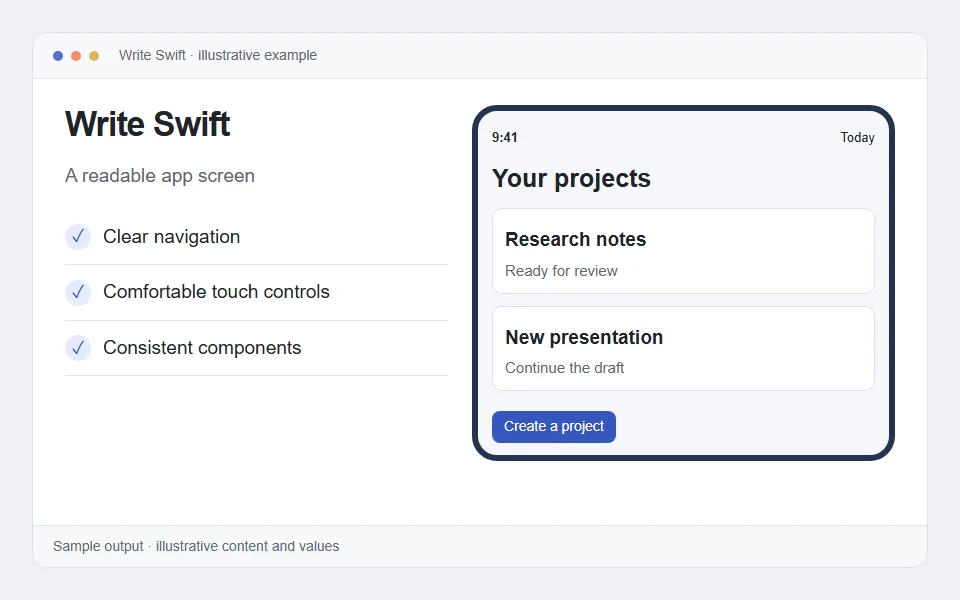 Write Swift · illustrative example
Write Swift
A readable app screen
✓ Clear navigation
✓ Comfortable touch controls
✓ Consistent components
9:41
Today
Your projects
Research notes
Ready for review
New presentation
Continue the draft
Create a project
Sample output · illustrative content and values